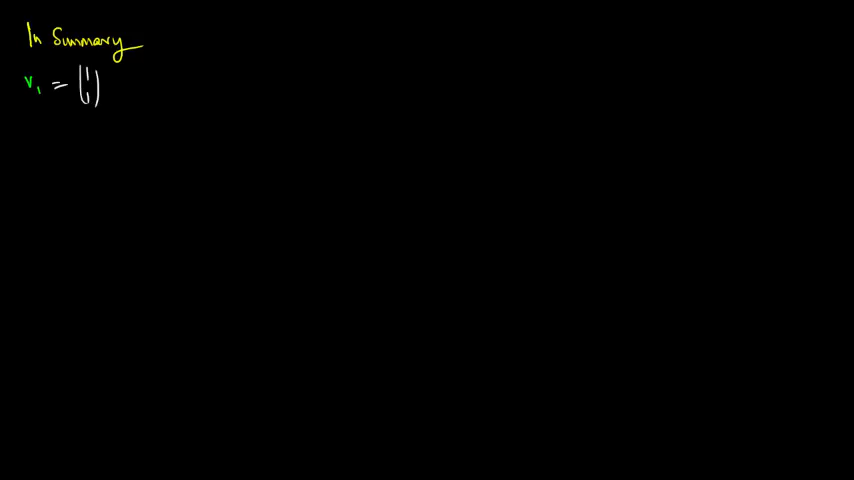 In Summary
v₁ = (1 1)